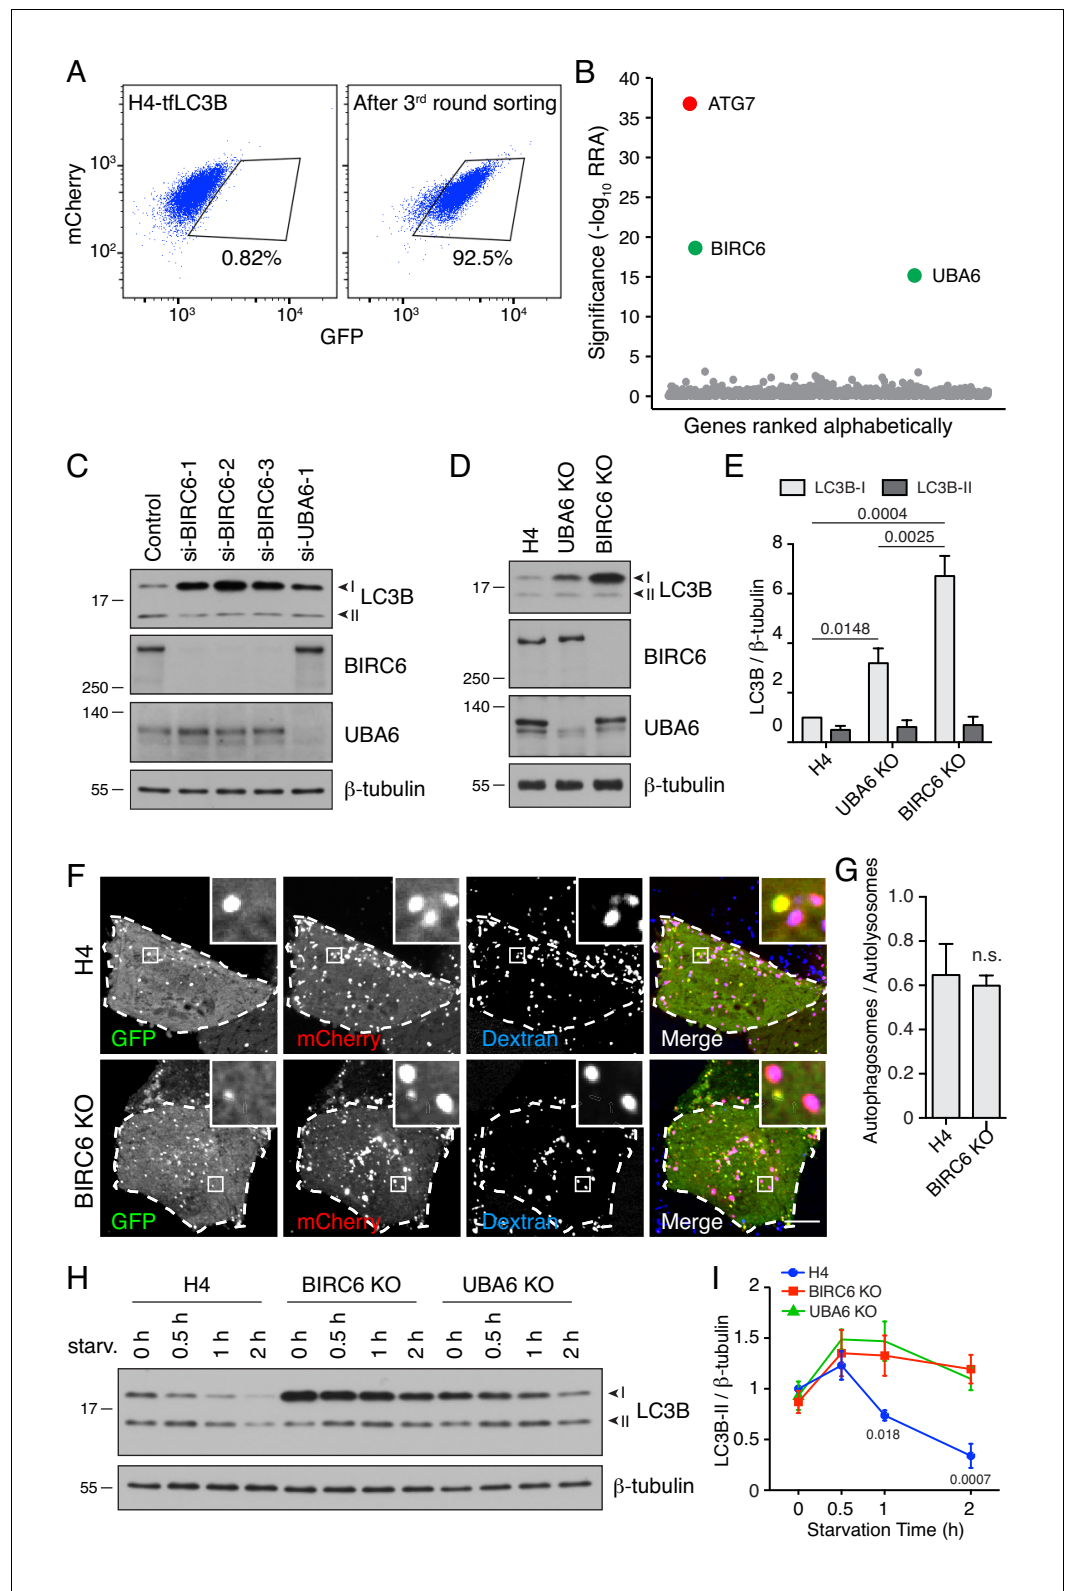 A
H4-tfLC3B
After 3rd round sorting
mCherry
10³
10²
0.82%
92.5%
10³
10⁴
10³
10⁴
GFP
B
Significance (-log₁₀ RRA)
40
35
30
25
20
15
10
5
0
ATG7
BIRC6
UBA6
Genes ranked alphabetically
C
Control
si-BIRC6-1
si-BIRC6-2
si-BIRC6-3
si-UBA6-1
17
I
LC3B
II
BIRC6
250
140
UBA6
55
β-tubulin
D
H4
UBA6 KO
BIRC6 KO
17
I
II
LC3B
BIRC6
250
140
UBA6
55
β-tubulin
E
LC3B-I
LC3B-II
0.0004
0.0025
0.0148
LC3B / β-tubulin
8
6
4
2
0
H4
UBA6 KO
BIRC6 KO
F
H4
GFP
mCherry
Dextran
Merge
BIRC6 KO
GFP
mCherry
Dextran
Merge
G
Autophagosomes / Autolysosomes
1.0
0.8
0.6
0.4
0.2
0
n.s.
H4
BIRC6 KO
H
H4
BIRC6 KO
UBA6 KO
starv.
0 h
0.5 h
1 h
2 h
0 h
0.5 h
1 h
2 h
0 h
0.5 h
1 h
2 h
17
I
LC3B
II
55
β-tubulin
I
H4
BIRC6 KO
UBA6 KO
LC3B-II / β-tubulin
2
1.5
1
0.5
0
0.018
0.0007
0
0.5
1
2
Starvation Time (h)